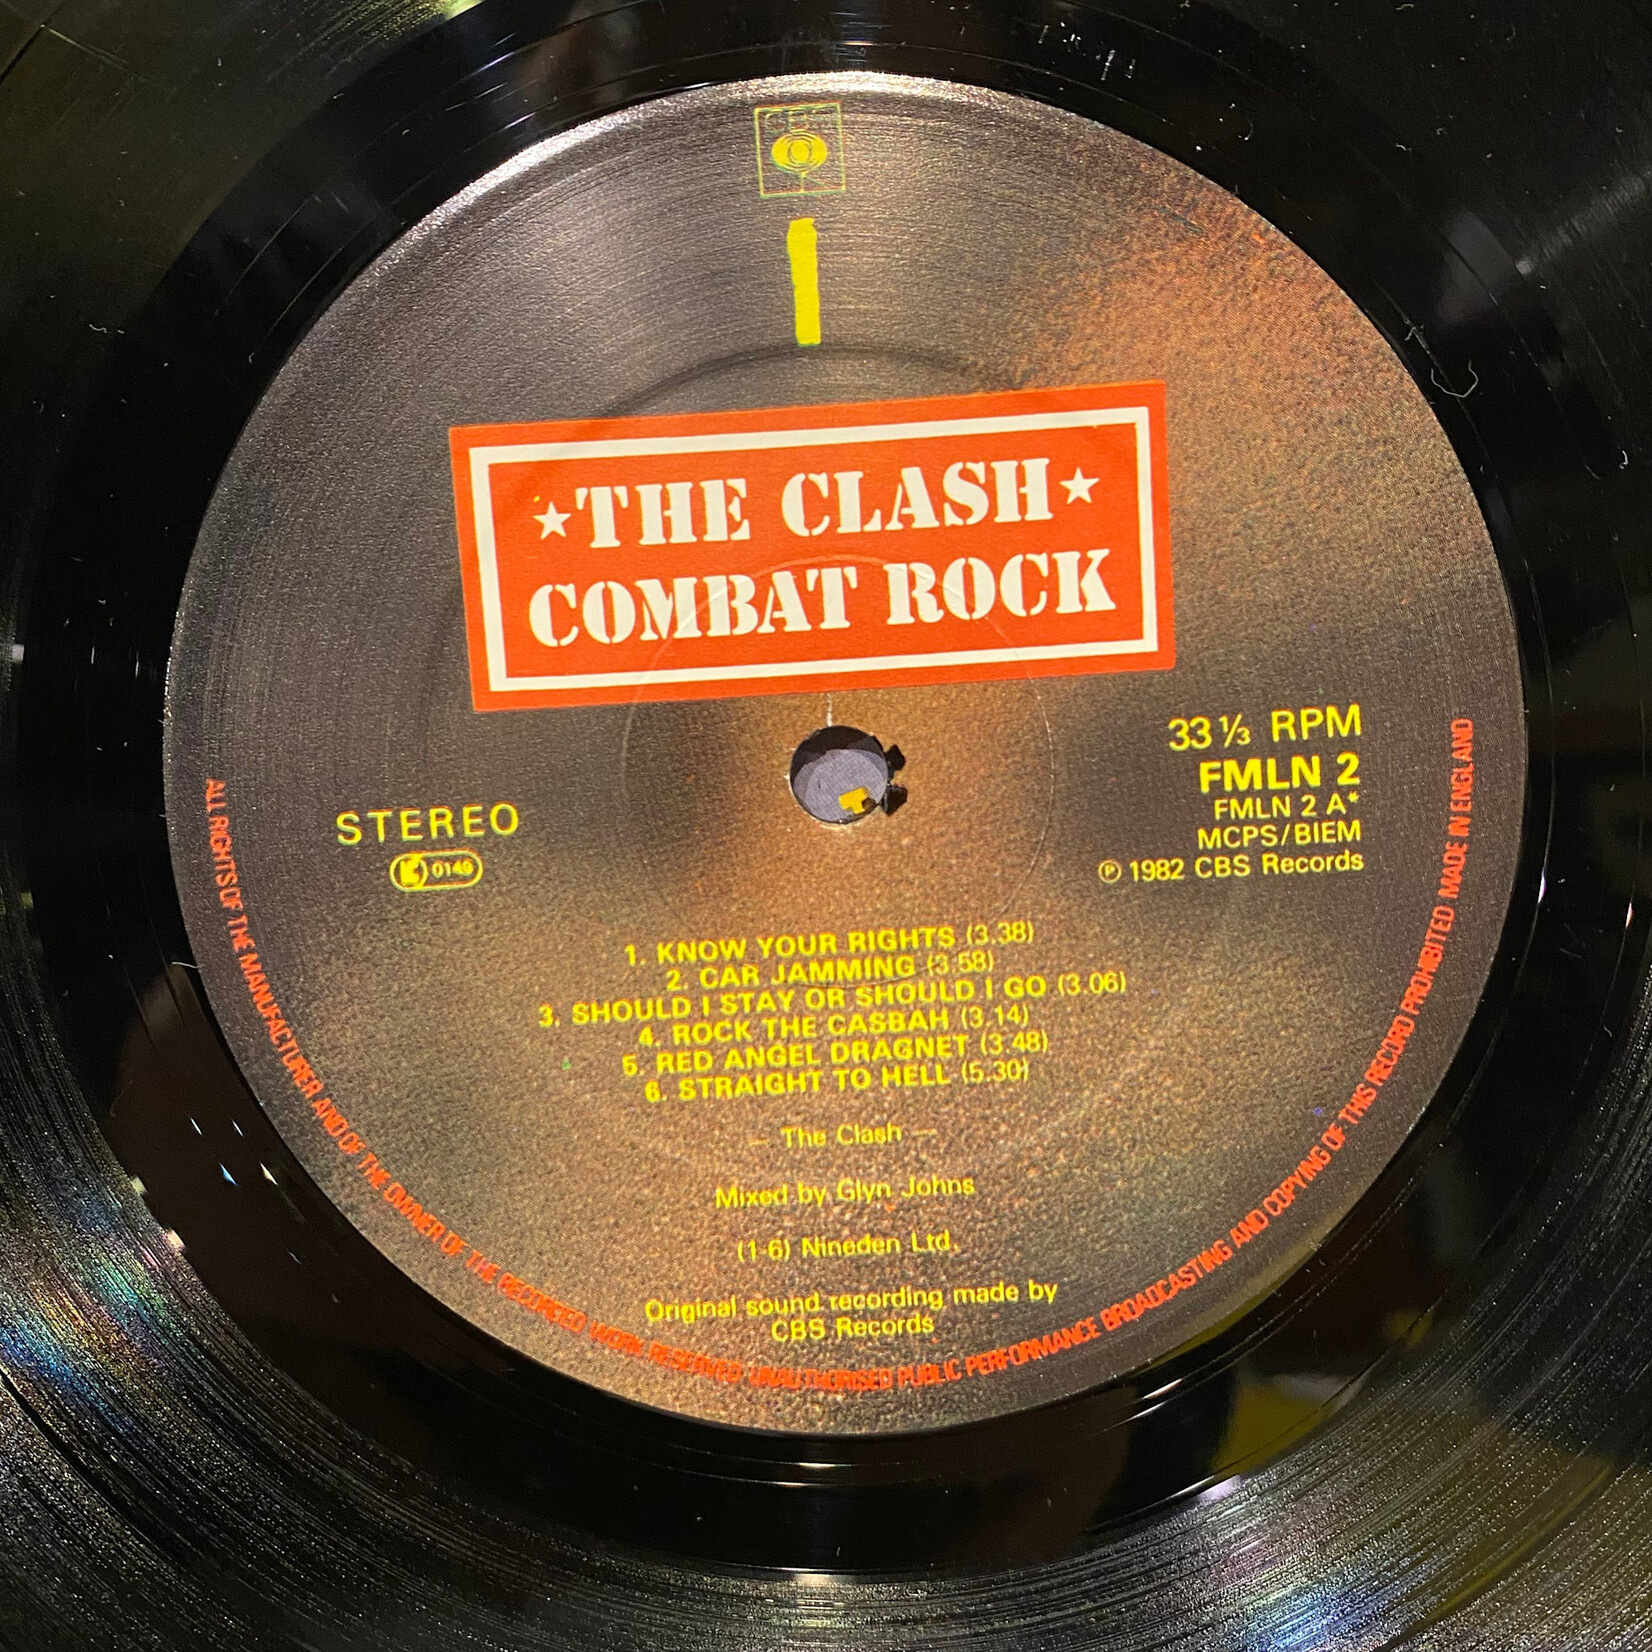 CBS
I
★THE CLASH★
COMBAT ROCK
33 ⅓ RPM
FMLN 2
FMLN 2 A*
MCPS/BIEM
℗ 1982 CBS Records
STEREO
0149
1. KNOW YOUR RIGHTS (3.38)
2. CAR JAMMING (3.58)
3. SHOULD I STAY OR SHOULD I GO (3.06)
4. ROCK THE CASBAH (3.14)
5. RED ANGEL DRAGNET (3.48)
6. STRAIGHT TO HELL (5.30)
— The Clash —
Mixed by Glyn Johns
(1-6) Nineden Ltd.
Original sound recording made by
CBS Records
ALL RIGHTS OF THE MANUFACTURER AND OF THE OWNER OF THE RECORDED WORK RESERVED UNAUTHORISED PUBLIC PERFORMANCE BROADCASTING AND COPYING OF THIS RECORD PROHIBITED MADE IN ENGLAND